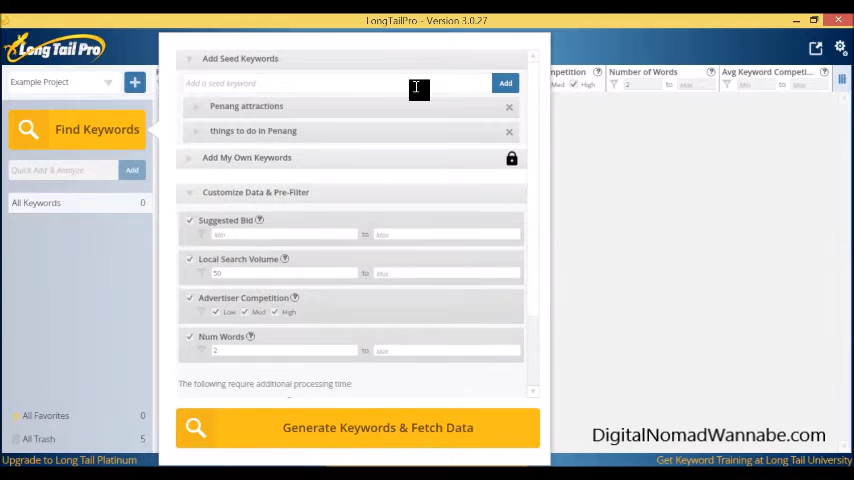 LongTailPro - Version 3.0.27
Long Tail Pro
Example Project
Find Keywords
Quick Add & Analyze
Add
All Keywords 0
All Favorites 0
All Trash 5
Upgrade to Long Tail Platinum
Add Seed Keywords
Add a seed keyword
Add
Penang attractions
things to do in Penang
Add My Own Keywords
Customize Data & Pre-Filter
Suggested Bid ?
Min to Max
Local Search Volume ?
50 to Max
Advertiser Competition ?
Low Med High
Num Words ?
2 to Max
The following require additional processing time:
Generate Keywords & Fetch Data
mpetition ? Number of Words ? Avg Keyword Competi... ?
Med High 2 to Max Min to Max
DigitalNomadWannabe.com
Get Keyword Training at Long Tail University